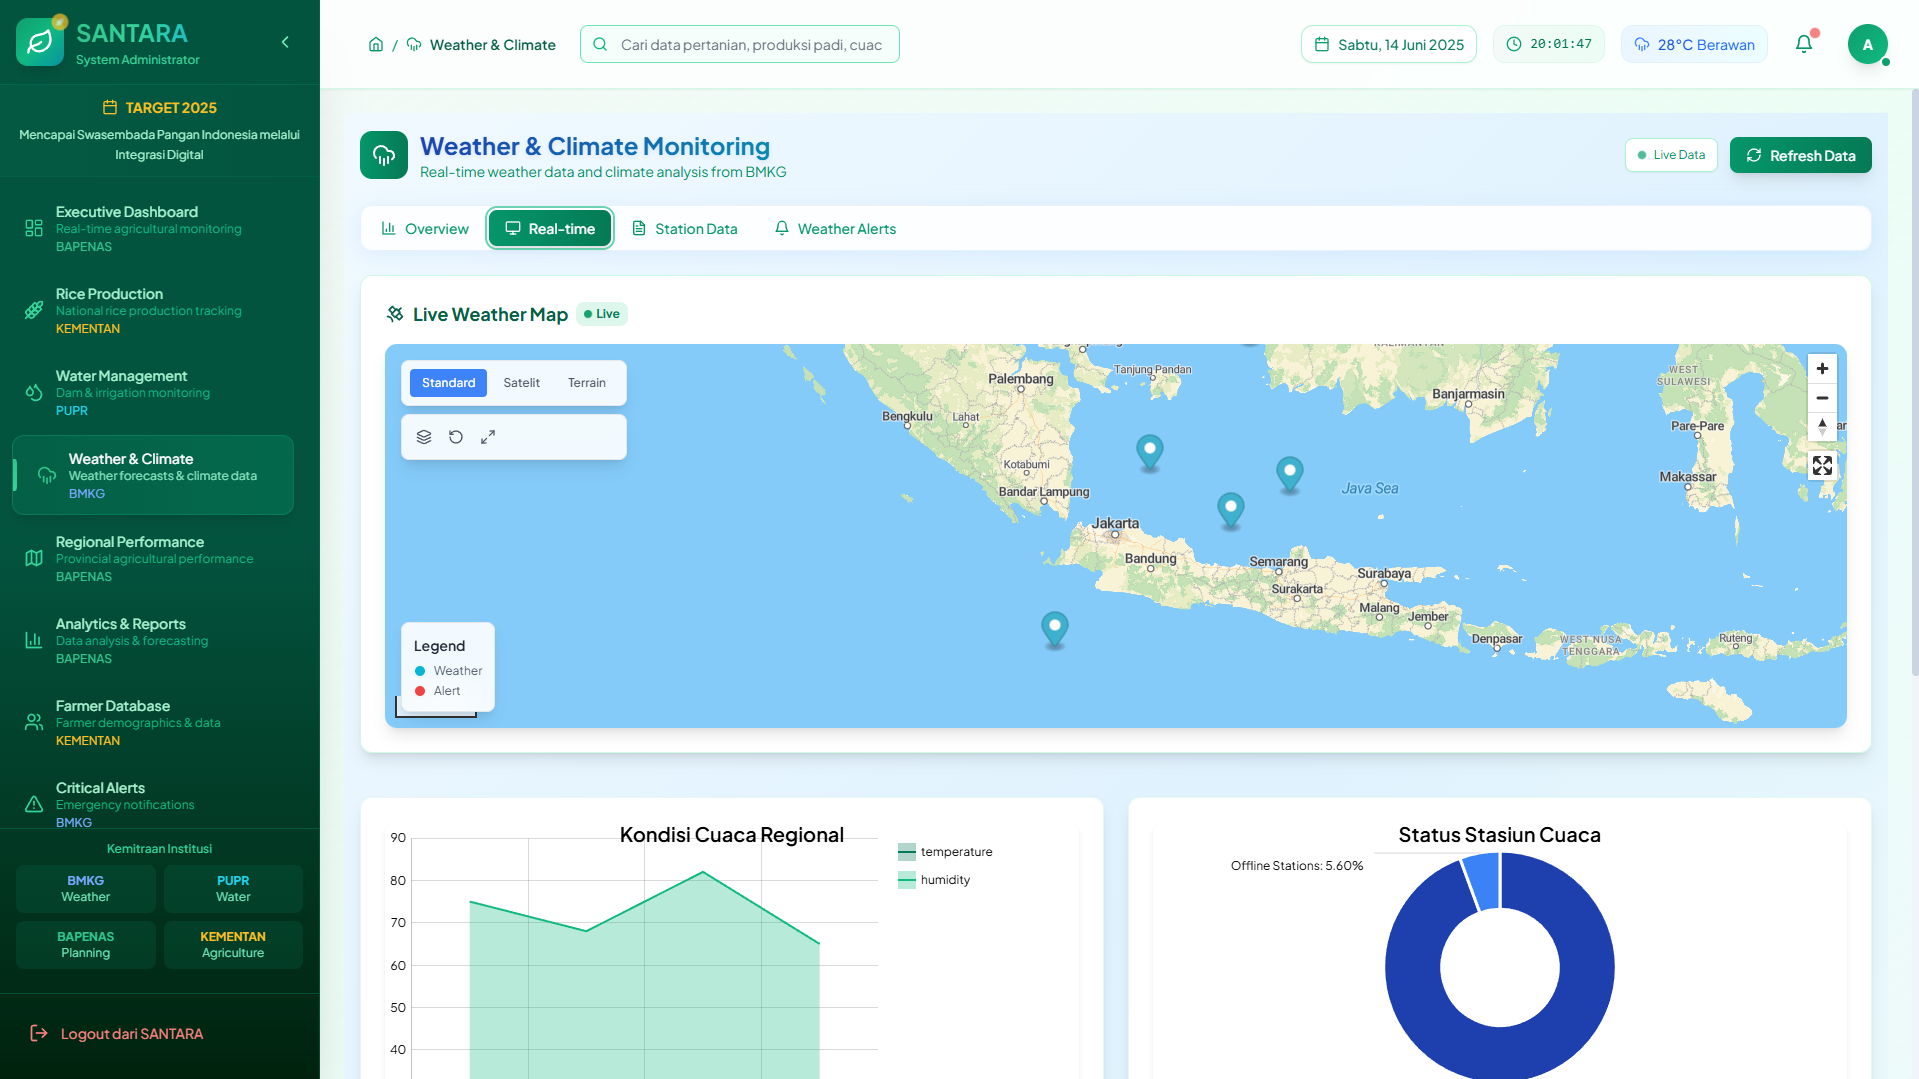 SANTARA
System Administrator
TARGET 2025
Mencapai Swasembada Pangan Indonesia melalui
Integrasi Digital
Executive Dashboard
Real-time agricultural monitoring
BAPENAS
Rice Production
National rice production tracking
KEMENTAN
Water Management
Dam & irrigation monitoring
PUPR
Weather & Climate
Weather forecasts & climate data
BMKG
Regional Performance
Provincial agricultural performance
BAPENAS
Analytics & Reports
Data analysis & forecasting
BAPENAS
Farmer Database
Farmer demographics & data
KEMENTAN
Critical Alerts
Emergency notifications
BMKG
Kemitraan Institusi
BMKG
Weather
PUPR
Water
BAPENAS
Planning
KEMENTAN
Agriculture
Logout dari SANTARA
/ Weather & Climate
Cari data pertanian, produksi padi, cuac
Sabtu, 14 Juni 2025
20:01:47
28°C Berawan
A
Weather & Climate Monitoring
Real-time weather data and climate analysis from BMKG
Live Data
Refresh Data
Overview
Real-time
Station Data
Weather Alerts
Live Weather Map
Live
Standard
Satelit
Terrain
Legend
Weather
Alert
Palembang
Tanjung Pandan
Bengkulu
Lahat
Banjarmasin
WEST
SULAWESI
Pare-Pare
Kotabumi
Bandar Lampung
Makassar
Java Sea
Jakarta
Bandung
Semarang
Surabaya
Surakarta
Malang
Jember
Denpasar
WEST NUSA
TENGGARA
Ruteng
Kondisi Cuaca Regional
90
80
70
60
50
40
temperature
humidity
Status Stasiun Cuaca
Offline Stations: 5.60%